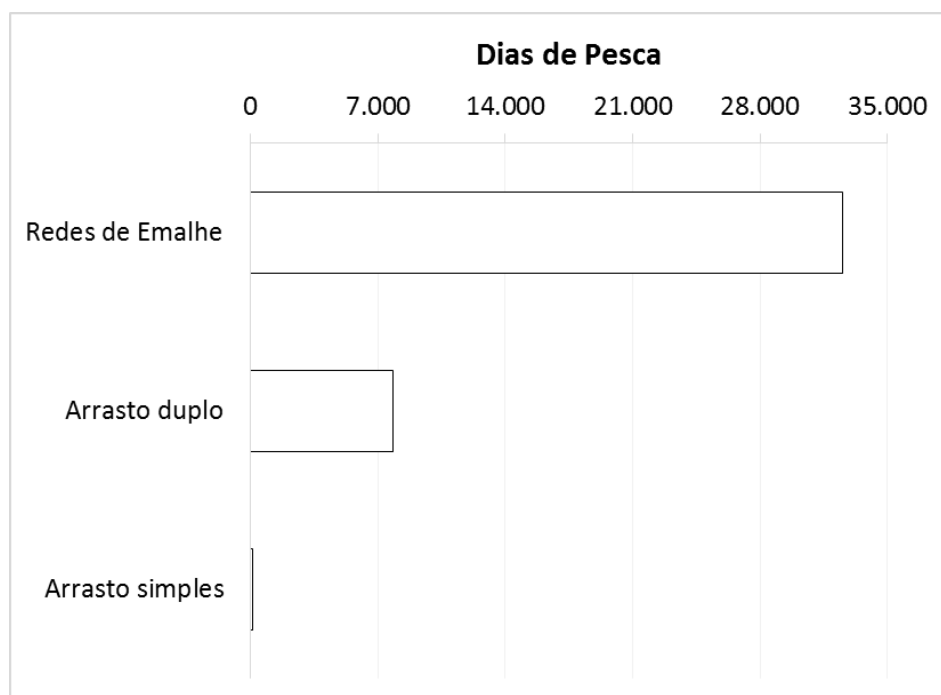 Dias de Pesca
0 7.000 14.000 21.000 28.000 35.000
Redes de Emalhe
Arrasto duplo
Arrasto simples